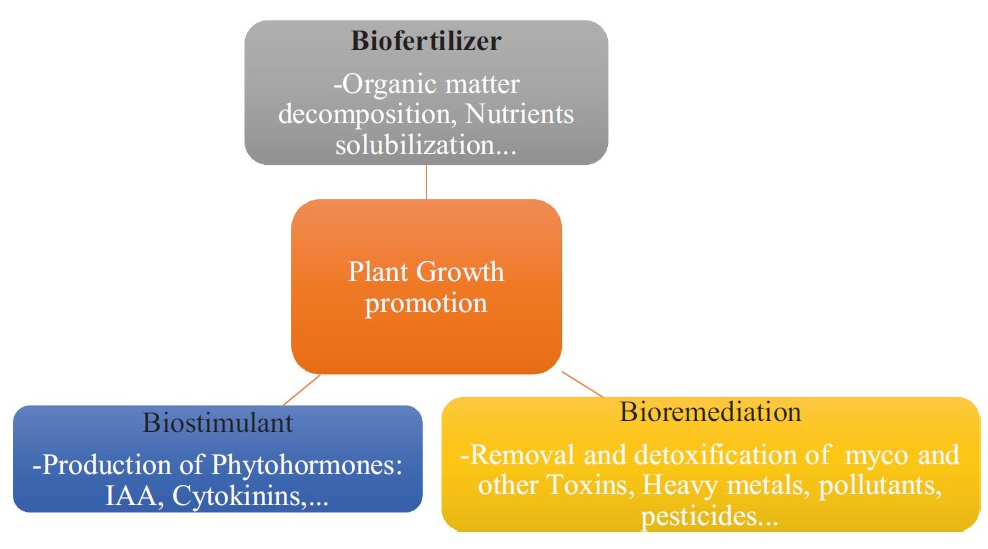 Biofertilizer
-Organic matter
decomposition, Nutrients
solubilization...
Plant Growth
promotion
Biostimulant
-Production of Phytohormones:
IAA, Cytokinins,...
Bioremediation
-Removal and detoxification of myco and
other Toxins, Heavy metals, pollutants,
pesticides...